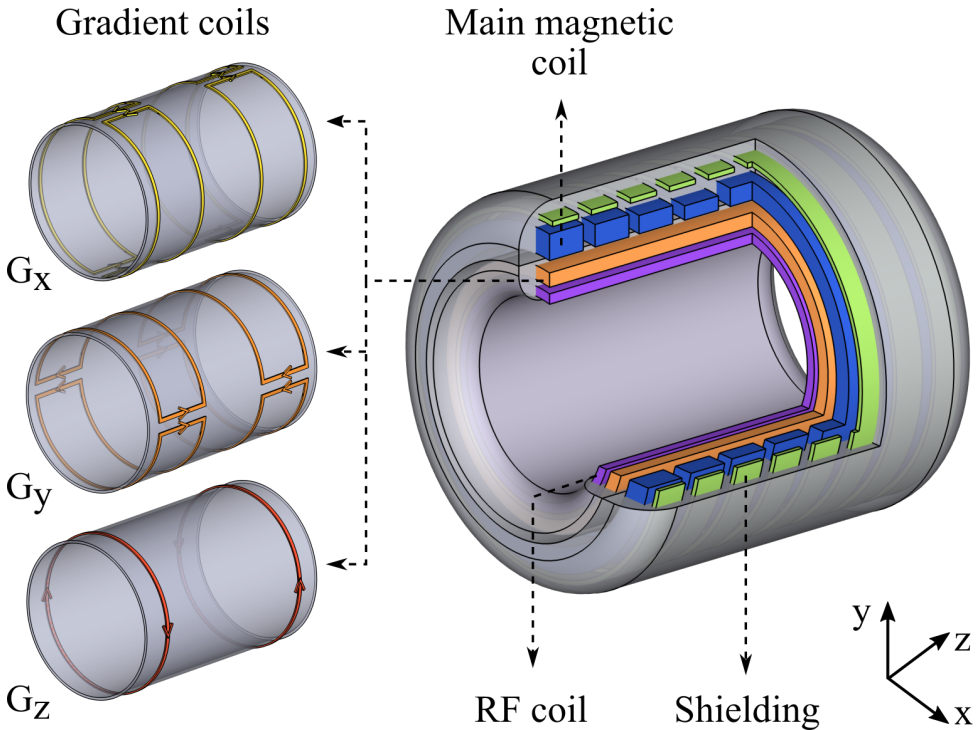 Gradient coils
Main magnetic
coil
Gx
Gy
Gz
RF coil
Shielding
y
z
x